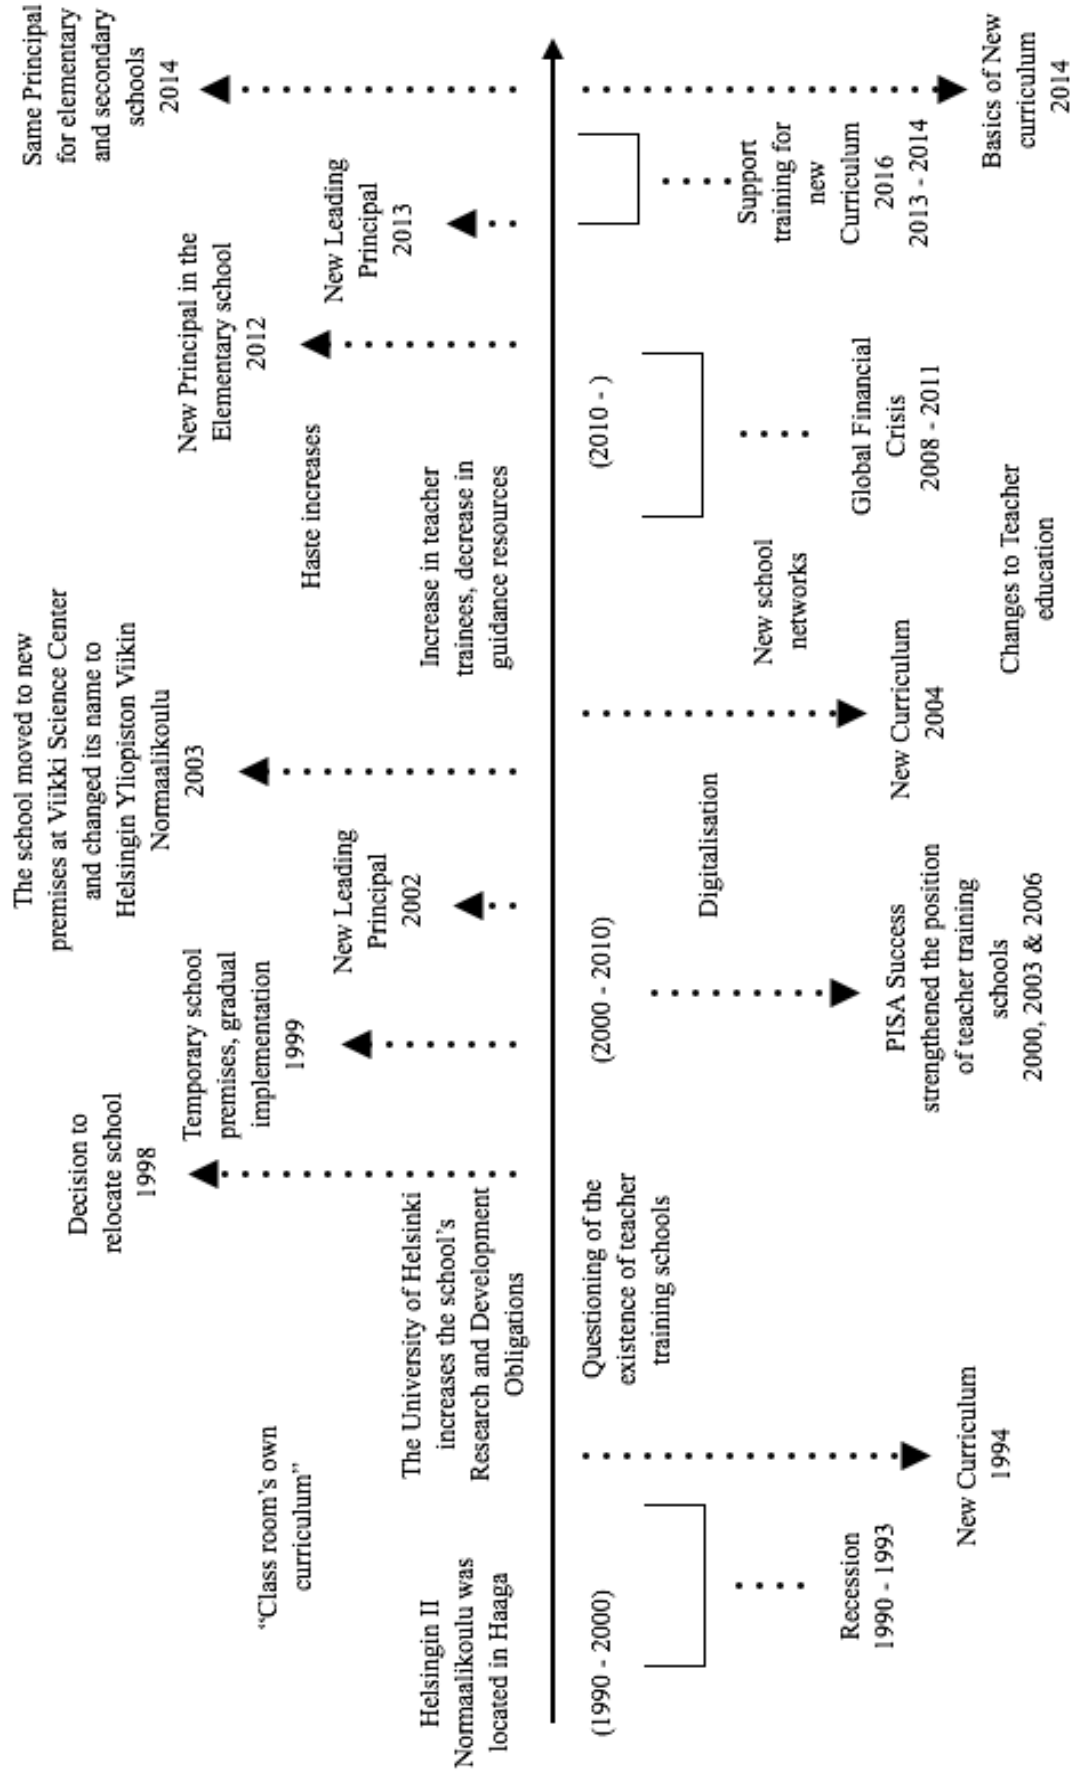 Same Principal
for elementary
and secondary
schools
2014
New Leading
Principal
2013
New Principal in the
Elementary school
2012
Haste increases
Increase in teacher
trainees, decrease in
guidance resources
The school moved to new
premises at Viikki Science Center
and changed its name to
Helsingin Yliopiston Viikin
Normaalikoulu
2003
New Leading
Principal
2002
Temporary school
premises, gradual
implementation
1999
Decision to
relocate school
1998
The University of Helsinki
increases the school's
Research and Development
Obligations
"Class room's own
curriculum"
Helsingin II
Normaalikoulu was
located in Haaga
(1990 - 2000)
Recession
1990 - 1993
New Curriculum
1994
Questioning of the
existence of teacher
training schools
(2000 - 2010)
PISA Success
strengthened the position
of teacher training
schools
2000, 2003 & 2006
Digitalisation
New Curriculum
2004
New school
networks
Changes to Teacher
education
(2010 - )
Global Financial
Crisis
2008 - 2011
Support
training for
new
Curriculum
2016
2013 - 2014
Basics of New
curriculum
2014